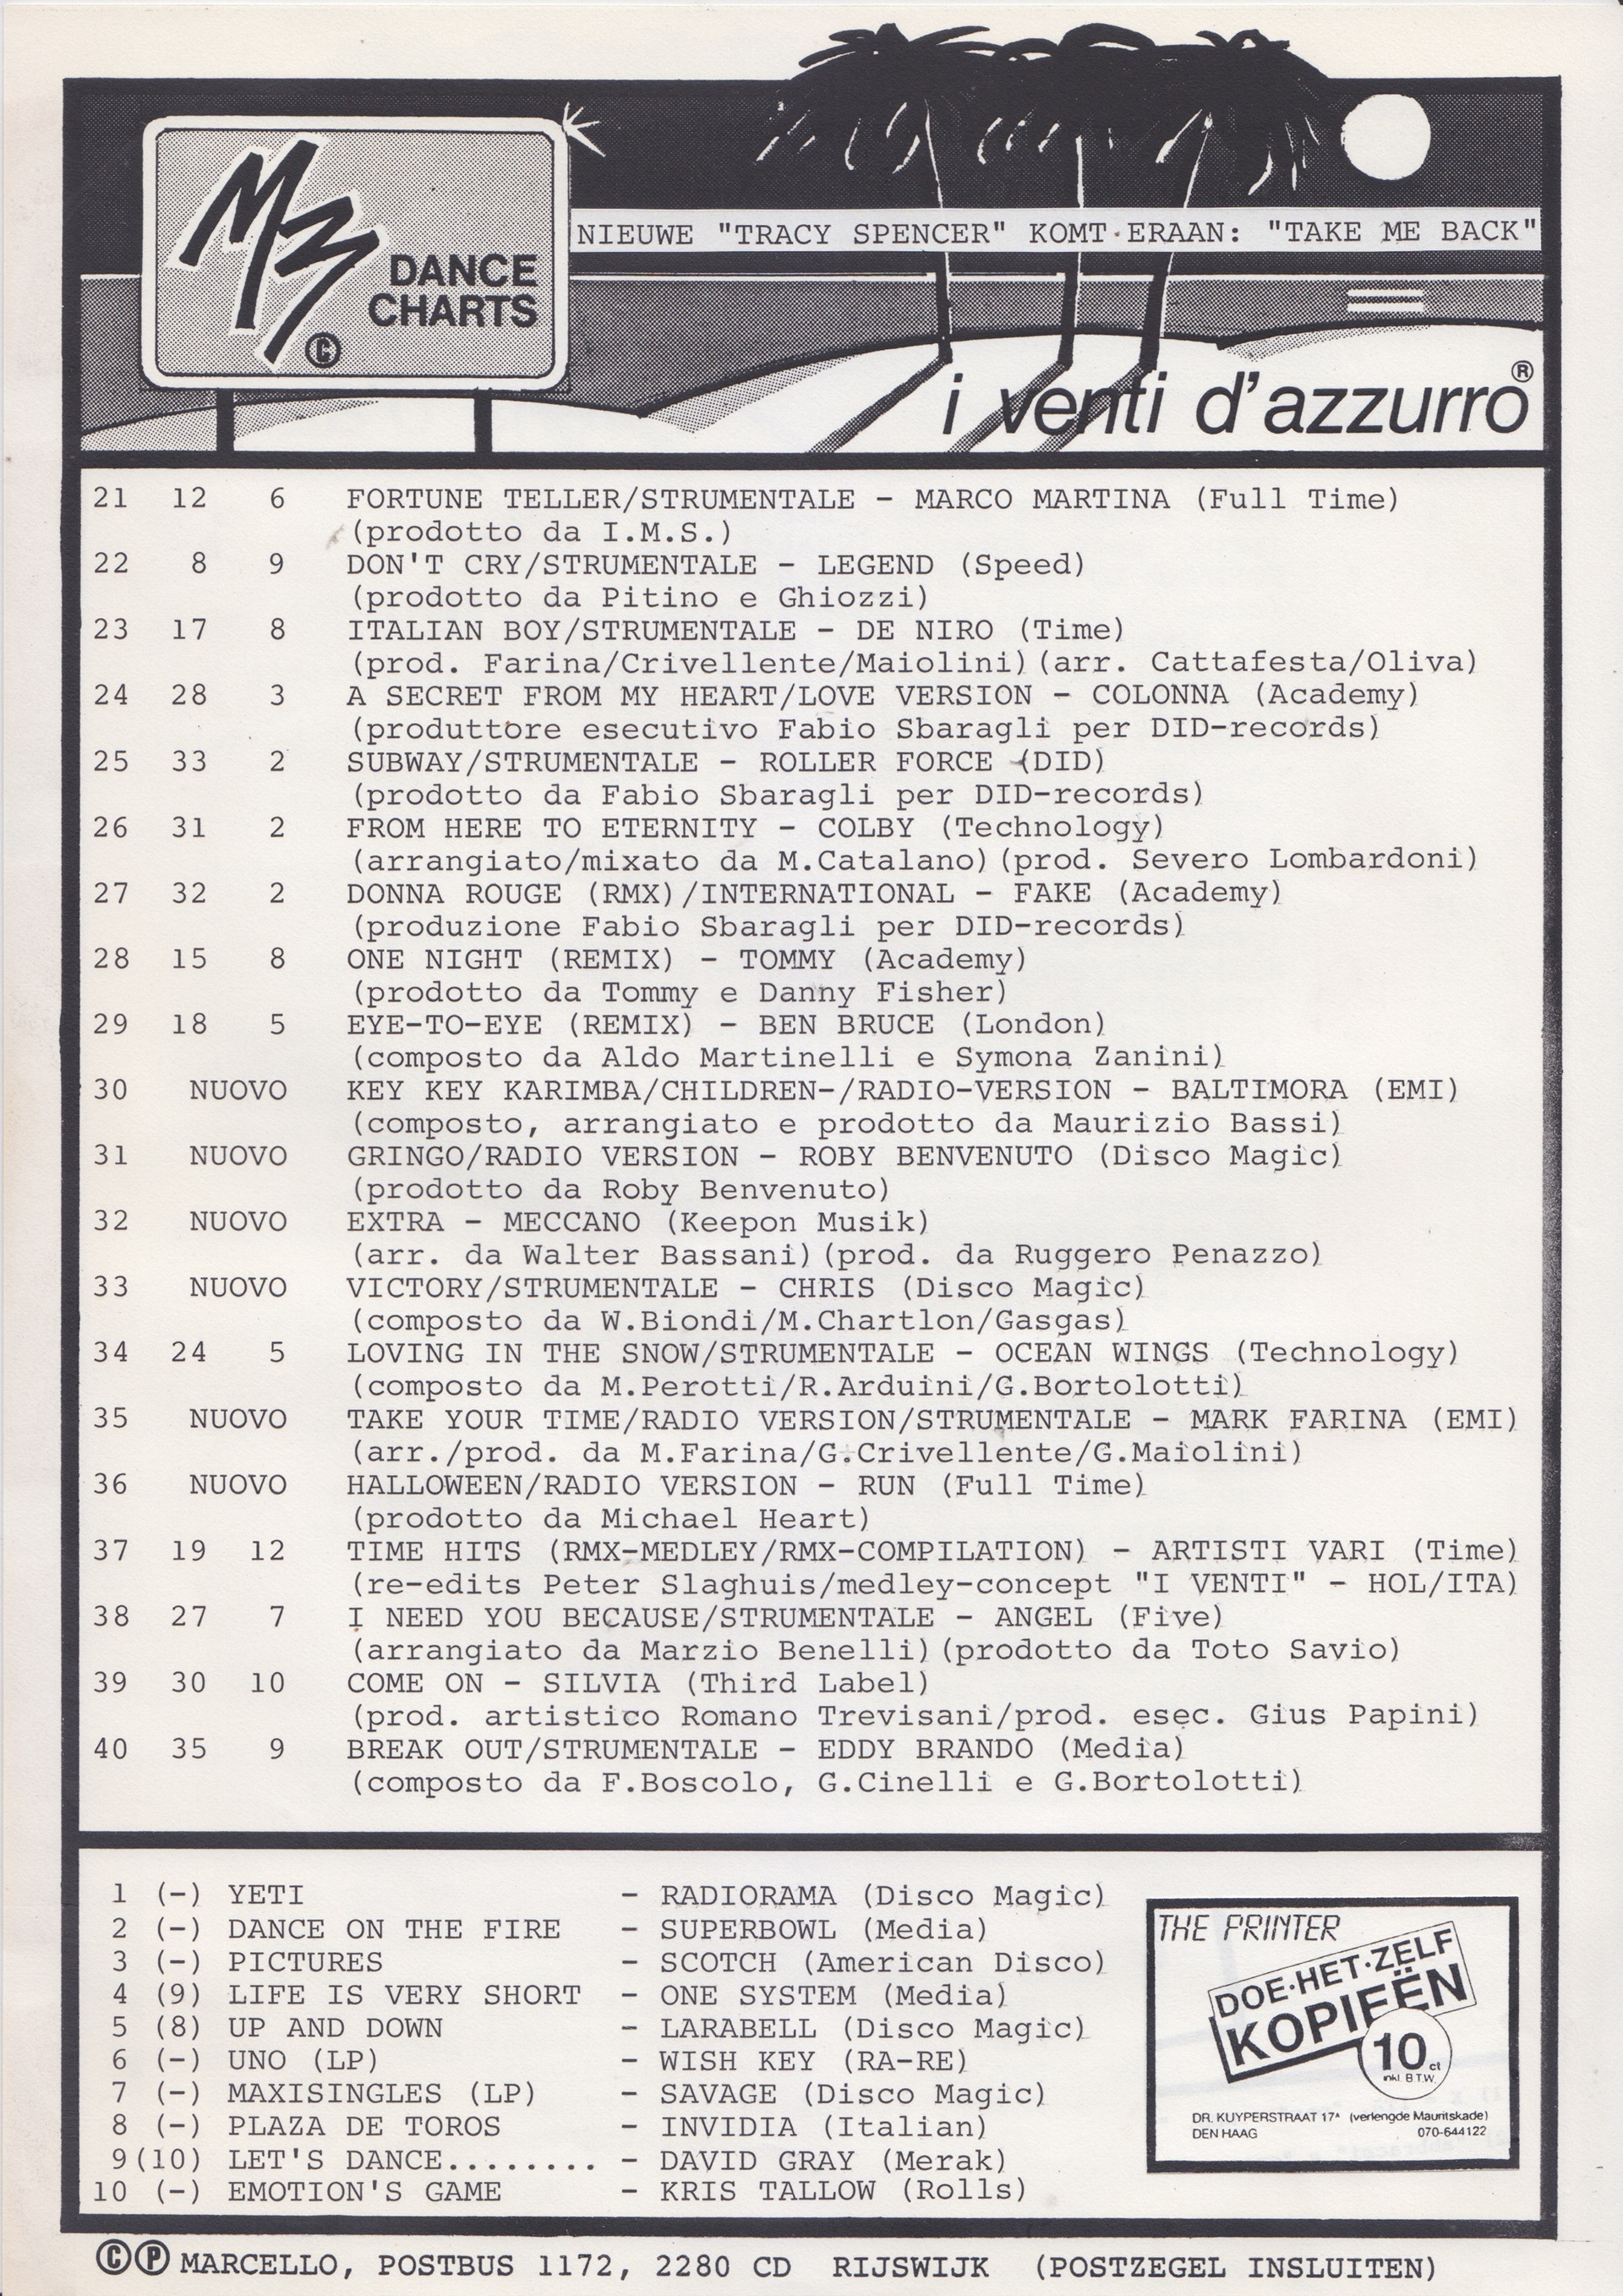 M3
DANCE
CHARTS
©
NIEUWE "TRACY SPENCER" KOMT ERAAN: "TAKE ME BACK"
i venti d'azzurro®
21 12 6 FORTUNE TELLER/STRUMENTALE - MARCO MARTINA (Full Time)
(prodotto da I.M.S.)
22 8 9 DON'T CRY/STRUMENTALE - LEGEND (Speed)
(prodotto da Pitino e Ghiozzi)
23 17 8 ITALIAN BOY/STRUMENTALE - DE NIRO (Time)
(prod. Farina/Crivellente/Maiolini)(arr. Cattafesta/Oliva)
24 28 3 A SECRET FROM MY HEART/LOVE VERSION - COLONNA (Academy)
(produttore esecutivo Fabio Sbaragli per DID-records)
25 33 2 SUBWAY/STRUMENTALE - ROLLER FORCE (DID)
(prodotto da Fabio Sbaragli per DID-records)
26 31 2 FROM HERE TO ETERNITY - COLBY (Technology)
(arrangiato/mixato da M.Catalano)(prod. Severo Lombardoni)
27 32 2 DONNA ROUGE (RMX)/INTERNATIONAL - FAKE (Academy)
(produzione Fabio Sbaragli per DID-records)
28 15 8 ONE NIGHT (REMIX) - TOMMY (Academy)
(prodotto da Tommy e Danny Fisher)
29 18 5 EYE-TO-EYE (REMIX) - BEN BRUCE (London)
(composto da Aldo Martinelli e Symona Zanini)
30 NUOVO KEY KEY KARIMBA/CHILDREN-/RADIO-VERSION - BALTIMORA (EMI)
(composto, arrangiato e prodotto da Maurizio Bassi)
31 NUOVO GRINGO/RADIO VERSION - ROBY BENVENUTO (Disco Magic)
(prodotto da Roby Benvenuto)
32 NUOVO EXTRA - MECCANO (Keepon Musik)
(arr. da Walter Bassani)(prod. da Ruggero Penazzo)
33 NUOVO VICTORY/STRUMENTALE - CHRIS (Disco Magic)
(composto da W.Biondi/M.Chartlon/Gasgas)
34 24 5 LOVING IN THE SNOW/STRUMENTALE - OCEAN WINGS (Technology)
(composto da M.Perotti/R.Arduini/G.Bortolotti)
35 NUOVO TAKE YOUR TIME/RADIO VERSION/STRUMENTALE - MARK FARINA (EMI)
(arr./prod. da M.Farina/G.Crivellente/G.Maiolini)
36 NUOVO HALLOWEEN/RADIO VERSION - RUN (Full Time)
(prodotto da Michael Heart)
37 19 12 TIME HITS (RMX-MEDLEY/RMX-COMPILATION) - ARTISTI VARI (Time)
(re-edits Peter Slaghuis/medley-concept "I VENTI" - HOL/ITA)
38 27 7 I NEED YOU BECAUSE/STRUMENTALE - ANGEL (Five)
(arrangiato da Marzio Benelli)(prodotto da Toto Savio)
39 30 10 COME ON - SILVIA (Third Label)
(prod. artistico Romano Trevisani/prod. esec. Gius Papini)
40 35 9 BREAK OUT/STRUMENTALE - EDDY BRANDO (Media)
(composto da F.Boscolo, G.Cinelli e G.Bortolotti)
1 (-) YETI - RADIORAMA (Disco Magic)
2 (-) DANCE ON THE FIRE - SUPERBOWL (Media)
3 (-) PICTURES - SCOTCH (American Disco)
4 (9) LIFE IS VERY SHORT - ONE SYSTEM (Media)
5 (8) UP AND DOWN - LARABELL (Disco Magic)
6 (-) UNO (LP) - WISH KEY (RA-RE)
7 (-) MAXISINGLES (LP) - SAVAGE (Disco Magic)
8 (-) PLAZA DE TOROS - INVIDIA (Italian)
9 (10) LET'S DANCE........ - DAVID GRAY (Merak)
10 (-) EMOTION'S GAME - KRIS TALLOW (Rolls)
THE PRINTER
DOE·HET·ZELF
KOPIEËN
10 ct
inkl. B.T.W.
DR. KUYPERSTRAAT 17ᴬ (verlengde Mauritskade)
DEN HAAG 070-644122
©℗ MARCELLO, POSTBUS 1172, 2280 CD RIJSWIJK (POSTZEGEL INSLUITEN)